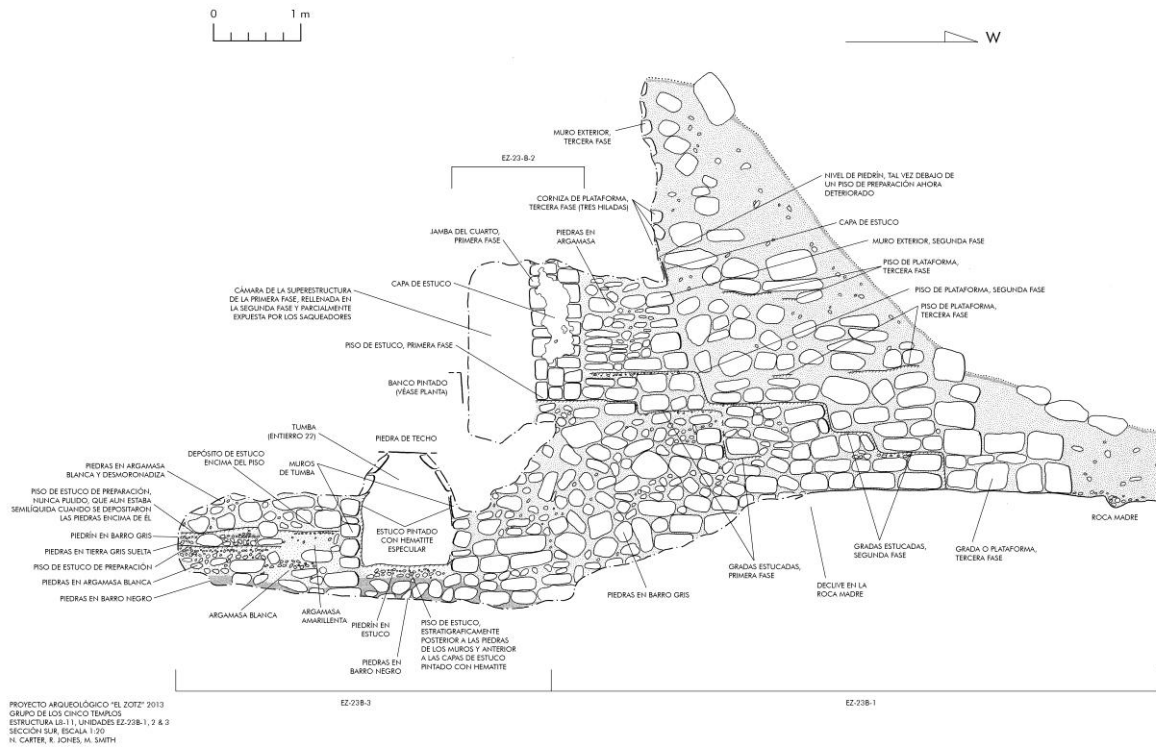 0 1 m
W
MURO EXTERIOR,
TERCERA FASE
EZ-23-B-2
NIVEL DE PIEDRÍN, TAL VEZ DEBAJO DE
UN PISO DE PREPARACIÓN AHORA
DETERIORADO
CORNIZA DE PLATAFORMA,
TERCERA FASE (TRES HILADAS)
CAPA DE ESTUCO
JAMBA DEL CUARTO,
PRIMERA FASE
PIEDRAS EN
ARGAMASA
MURO EXTERIOR, SEGUNDA FASE
PISO DE PLATAFORMA,
TERCERA FASE
CAPA DE ESTUCO
PISO DE PLATAFORMA, SEGUNDA FASE
CÁMARA DE LA SUPERESTRUCTURA
DE LA PRIMERA FASE, RELLENADA EN
LA SEGUNDA FASE Y PARCIALMENTE
EXPUESTA POR LOS SAQUEADORES
PISO DE PLATAFORMA,
TERCERA FASE
PISO DE ESTUCO, PRIMERA FASE
BANCO PINTADO
(VÉASE PLANTA)
TUMBA
(ENTIERRO 22)
PIEDRA DE TECHO
DEPÓSITO DE ESTUCO
ENCIMA DEL PISO
MUROS
DE TUMBA
PIEDRAS EN ARGAMASA
BLANCA Y DESMORONADIZA
PISO DE ESTUCO DE PREPARACIÓN,
NUNCA PULIDO, QUE AUN ESTABA
SEMILÍQUIDA CUANDO SE DEPOSITARON
LAS PIEDRAS ENCIMA DE ÉL
ESTUCO PINTADO
CON HEMATITE
ESPECULAR
PIEDRÍN EN BARRO GRIS
PIEDRAS EN TIERRA GRIS SUELTA
PISO DE ESTUCO DE PREPARACIÓN
PIEDRAS EN ARGAMASA BLANCA
PIEDRAS EN BARRO NEGRO
ARGAMASA BLANCA
ARGAMASA
AMARILLENTA
PIEDRÍN EN
ESTUCO
PIEDRAS EN
BARRO NEGRO
PISO DE ESTUCO,
ESTRATIGRAFICAMENTE
POSTERIOR A LAS PIEDRAS
DE LOS MUROS Y ANTERIOR
A LAS CAPAS DE ESTUCO
PINTADO CON HEMATITE
PIEDRAS EN BARRO GRIS
GRADAS ESTUCADAS,
PRIMERA FASE
DECLIVE EN LA
ROCA MADRE
GRADAS ESTUCADAS,
SEGUNDA FASE
GRADA O PLATAFORMA,
TERCERA FASE
ROCA MADRE
EZ-23B-3
EZ-23B-1
PROYECTO ARQUEOLÓGICO "EL ZOTZ" 2013
GRUPO DE LOS CINCO TEMPLOS
ESTRUCTURA L8-11, UNIDADES EZ-23B-1, 2 & 3
SECCIÓN SUR, ESCALA 1:20
N. CARTER, R. JONES, M. SMITH